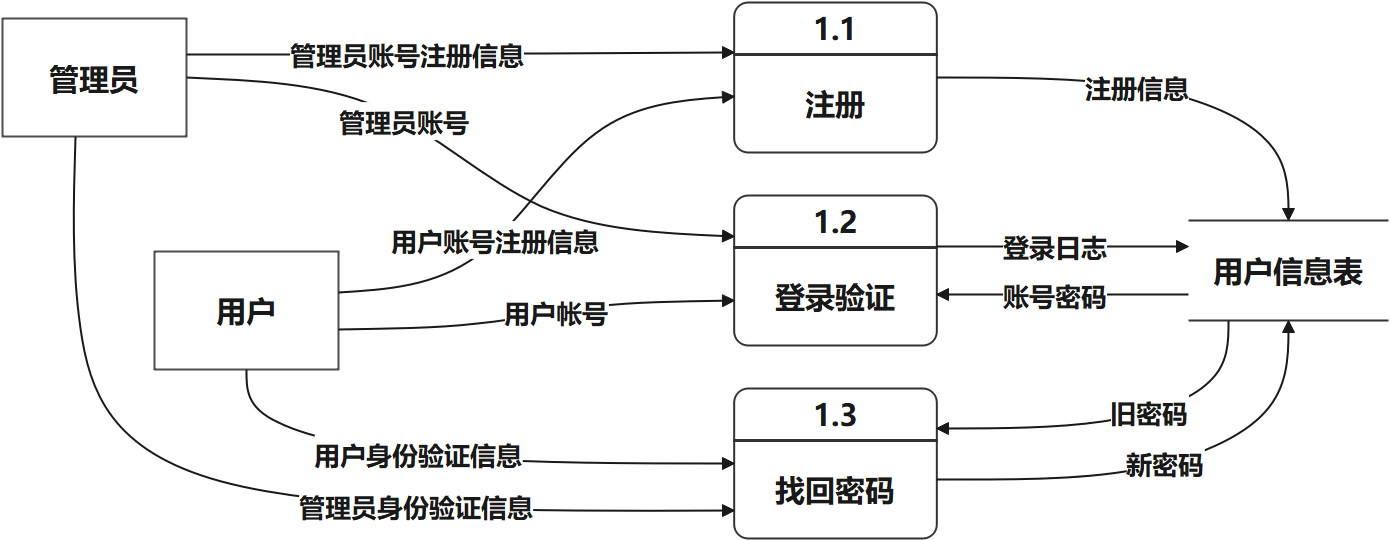 1.1
管理员账号注册信息
管理员
注册信息
注册
管理员账号
1.2
用户账号注册信息
登录日志
用户信息表
登录验证
账号密码
用户
用户帐号
1.3
旧密码
用户身份验证信息
新密码
找回密码
管理员身份验证信息